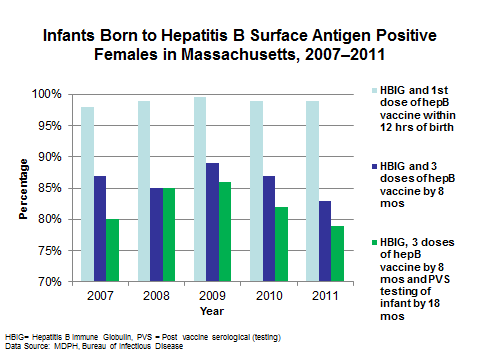 Infants Born to Hepatitis B Surface Antigen Positive
Females in Massachusetts, 2007–2011
100%
95%
90%
85%
80%
75%
70%
Percentage
2007 2008 2009 2010 2011
Year
HBIG and 1st
dose of hepB
vaccine within
12 hrs of birth
HBIG and 3
doses of hepB
vaccine by 8
mos
HBIG, 3 doses
of hepB
vaccine by 8
mos and PVS
testing of
infant by 18
mos
HBIG= Hepatitis B Immune Globulin, PVS = Post vaccine serological (testing)
Data Source: MDPH, Bureau of Infectious Disease